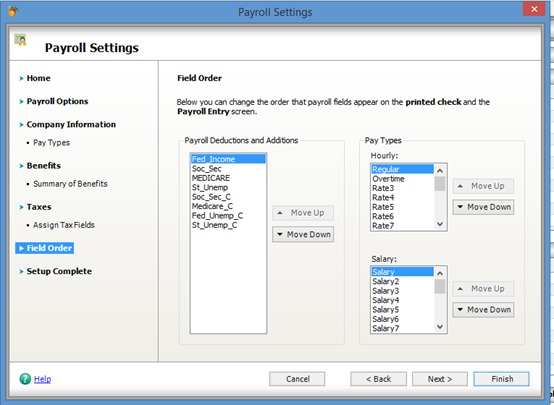 Payroll Settings
Payroll Settings
Home
Payroll Options
Company Information
• Pay Types
Benefits
• Summary of Benefits
Taxes
• Assign Tax Fields
Field Order
Setup Complete
Field Order
Below you can change the order that payroll fields appear on the printed check and the
Payroll Entry screen.
Payroll Deductions and Additions
Fed_Income
Soc_Sec
MEDICARE
St_Unemp
Soc_Sec_C
Medicare_C
Fed_Unemp_C
St_Unemp_C
Move Up
Move Down
Pay Types
Hourly:
Regular
Overtime
Rate3
Rate4
Rate5
Rate6
Rate7
Move Up
Move Down
Salary:
Salary
Salary2
Salary3
Salary4
Salary5
Salary6
Salary7
Move Up
Move Down
? Help
Cancel
< Back
Next >
Finish